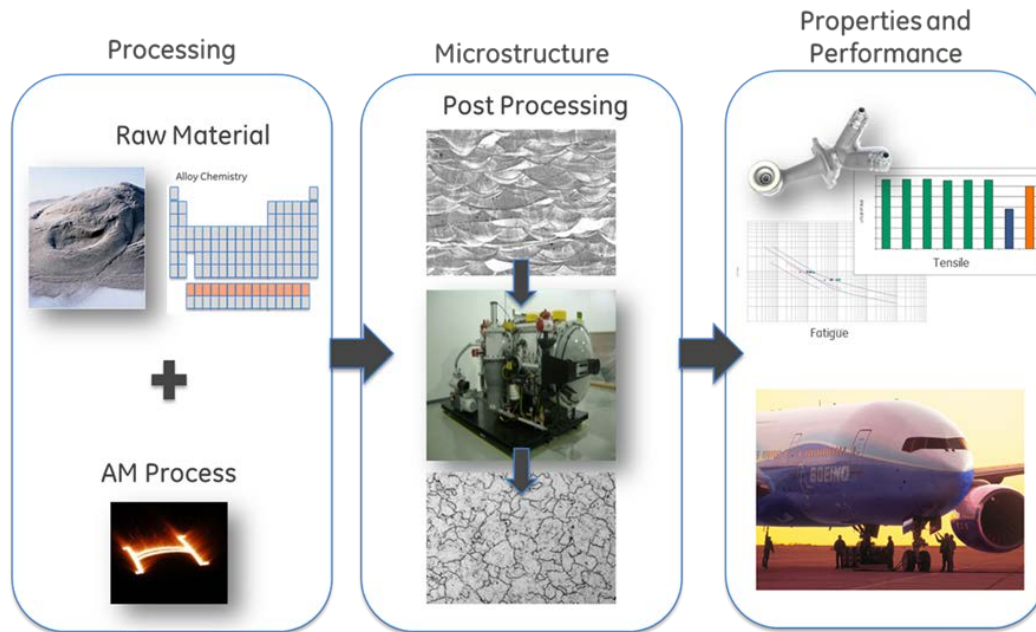 Processing
Raw Material
Alloy Chemistry
AM Process
Microstructure
Post Processing
Properties and
Performance
Tensile
Fatigue
BOEING